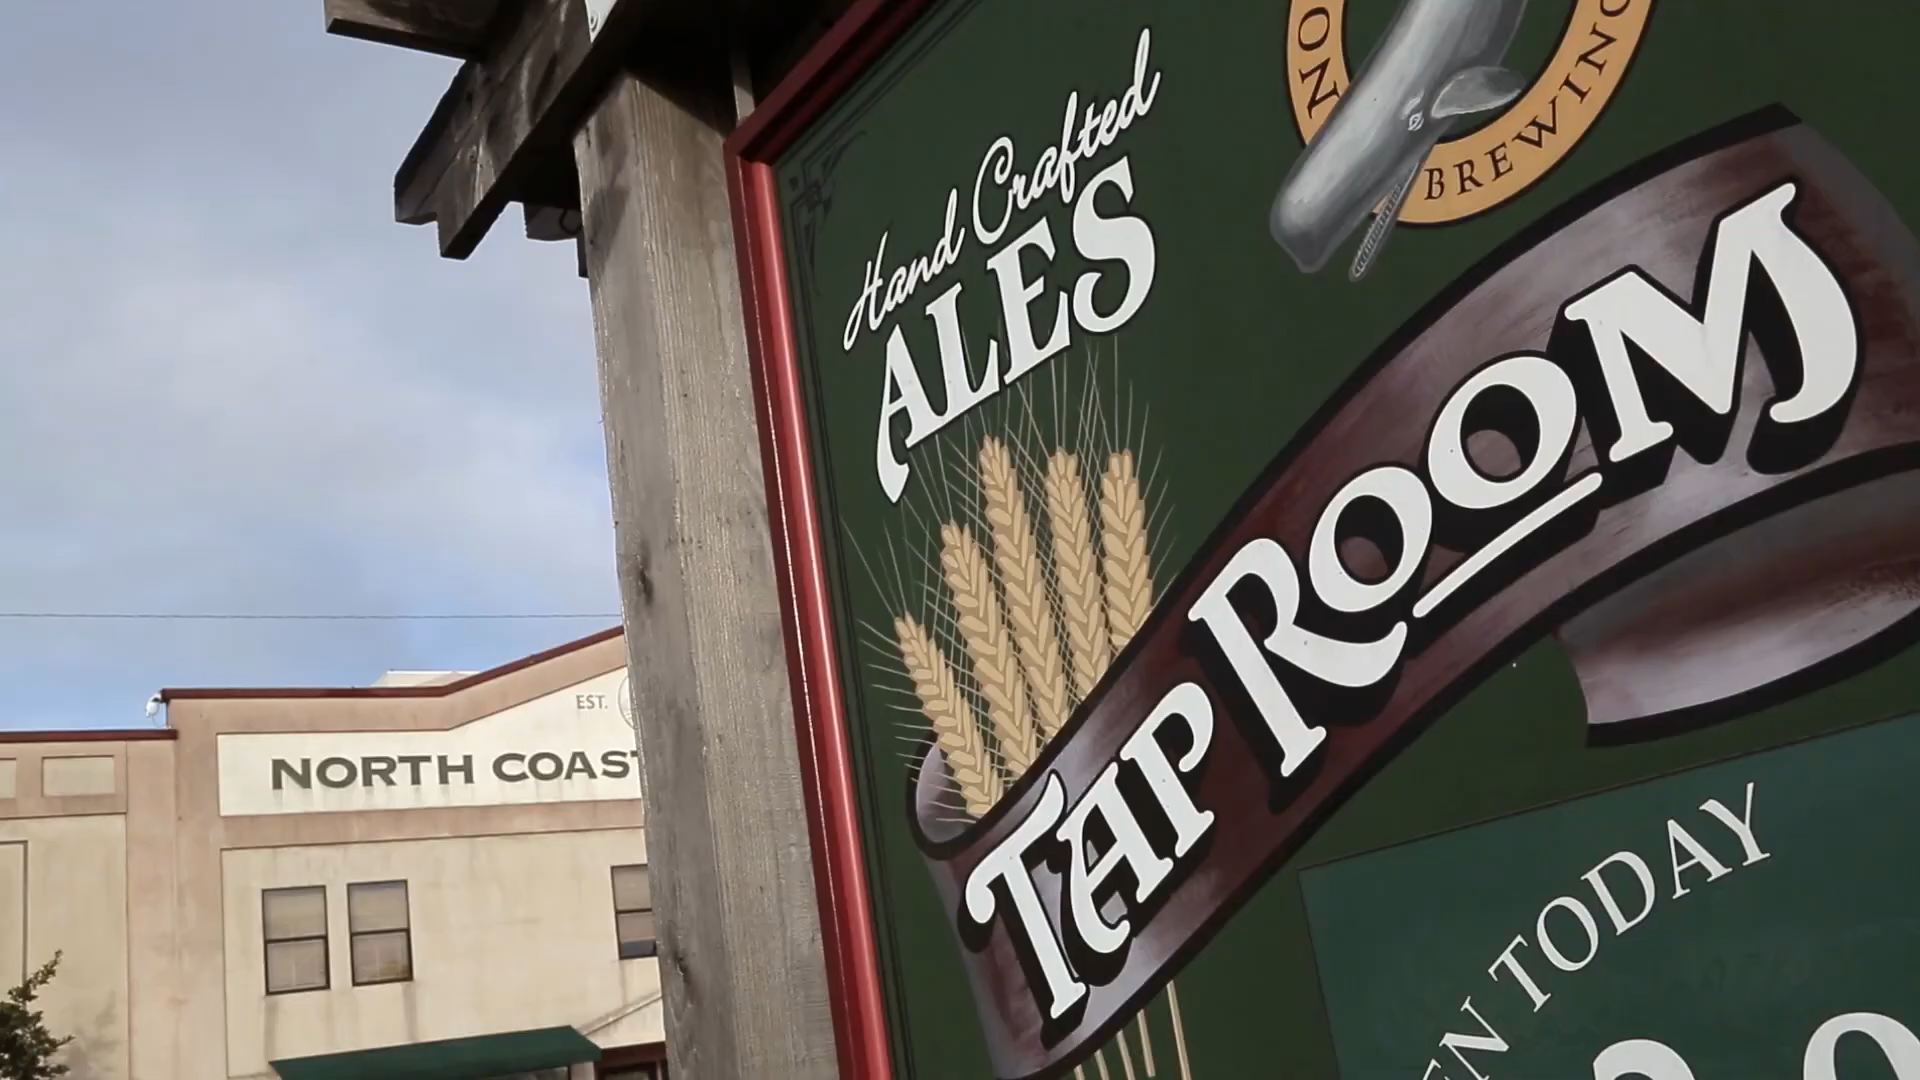 Hand Crafted
ALES
BREWING
TAP ROOM
TODAY
EST.
NORTH COAST